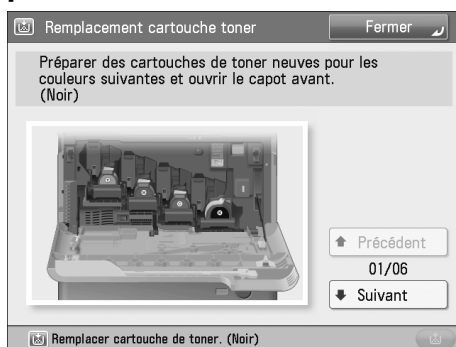 Remplacement cartouche toner
Fermer
Préparer des cartouches de toner neuves pour les
couleurs suivantes et ouvrir le capot avant.
(Noir)
Précédent
01/06
Suivant
Remplacer cartouche de toner. (Noir)